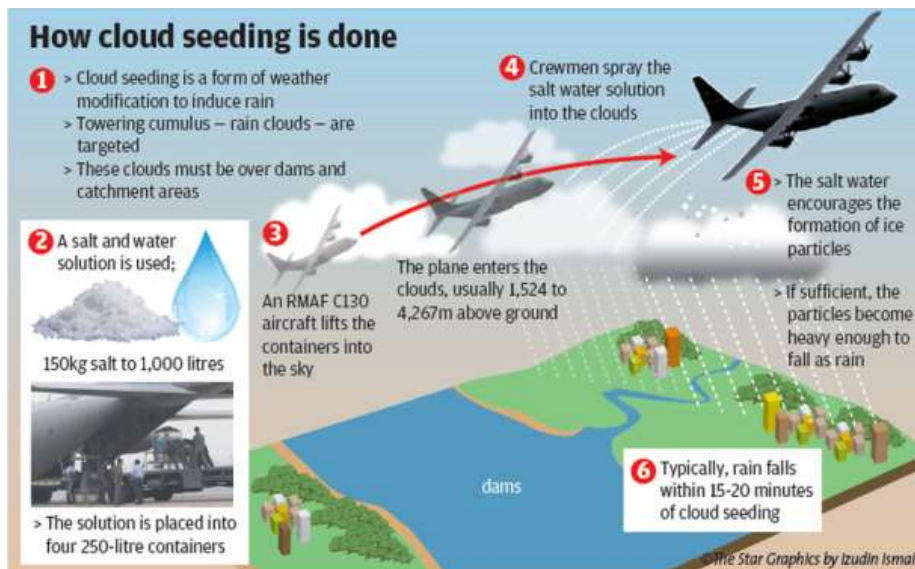 How cloud seeding is done
1 > Cloud seeding is a form of weather
modification to induce rain
> Towering cumulus – rain clouds – are
targeted
> These clouds must be over dams and
catchment areas
2 A salt and water
solution is used;
150kg salt to 1,000 litres
> The solution is placed into
four 250-litre containers
3
An RMAF C130
aircraft lifts the
containers into
the sky
The plane enters the
clouds, usually 1,524 to
4,267m above ground
4 Crewmen spray the
salt water solution
into the clouds
5 > The salt water
encourages the
formation of ice
particles
> If sufficient, the
particles become
heavy enough to
fall as rain
dams
6 Typically, rain falls
within 15-20 minutes
of cloud seeding
©The Star Graphics by Izudin Ismail